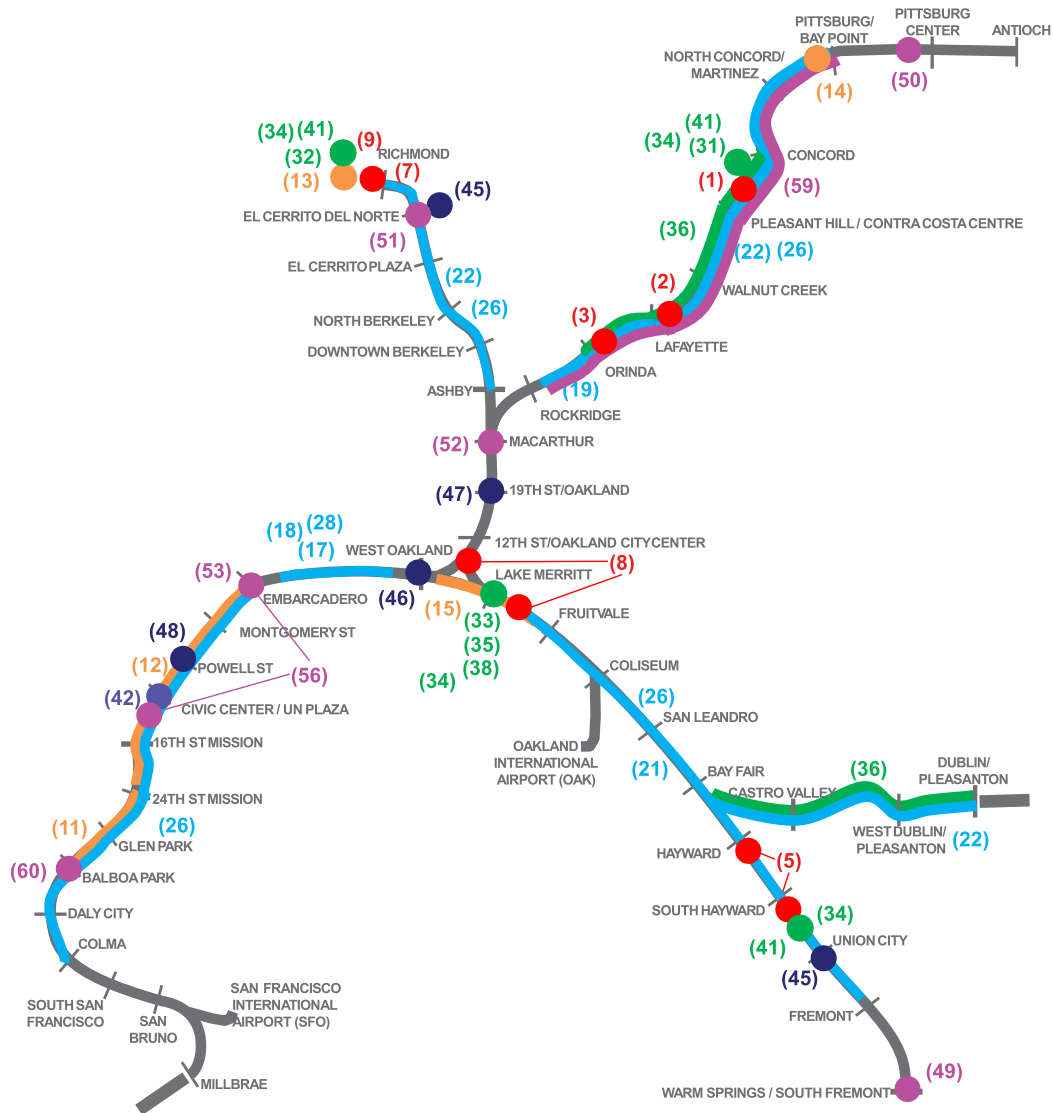 PITTSBURG/
BAY POINT
PITTSBURG
CENTER
ANTIOCH
NORTH CONCORD/
MARTINEZ
(14)
(50)
(34) (41)
(9)
(32)
RICHMOND
(13)
(7)
(45)
EL CERRITO DEL NORTE
(51)
EL CERRITO PLAZA
(22)
(26)
NORTH BERKELEY
DOWNTOWN BERKELEY
ASHBY
(41)
(34)
(31)
CONCORD
(1)
(59)
PLEASANT HILL / CONTRA COSTA CENTRE
(36)
(22) (26)
(2)
WALNUT CREEK
(3)
LAFAYETTE
ORINDA
(19)
ROCKRIDGE
(52)
MACARTHUR
(47)
19TH ST/OAKLAND
12TH ST/OAKLAND CITY CENTER
(18) (28)
(17)
WEST OAKLAND
(8)
LAKE MERRITT
(53)
EMBARCADERO
(46)
(15)
(33)
(35)
(38)
(34)
FRUITVALE
MONTGOMERY ST
(48)
(12)
POWELL ST
(56)
(42)
CIVIC CENTER / UN PLAZA
16TH ST MISSION
24TH ST MISSION
(11)
(26)
GLEN PARK
(60)
BALBOA PARK
DALY CITY
COLMA
SOUTH SAN
FRANCISCO
SAN
BRUNO
SAN FRANCISCO
INTERNATIONAL
AIRPORT (SFO)
MILLBRAE
COLISEUM
(26)
SAN LEANDRO
OAKLAND
INTERNATIONAL
AIRPORT (OAK)
(21)
BAY FAIR
CASTRO VALLEY
(36)
DUBLIN/
PLEASANTON
WEST DUBLIN/
PLEASANTON
(22)
HAYWARD
(5)
SOUTH HAYWARD
(34)
(41)
UNION CITY
(45)
FREMONT
WARM SPRINGS / SOUTH FREMONT
(49)